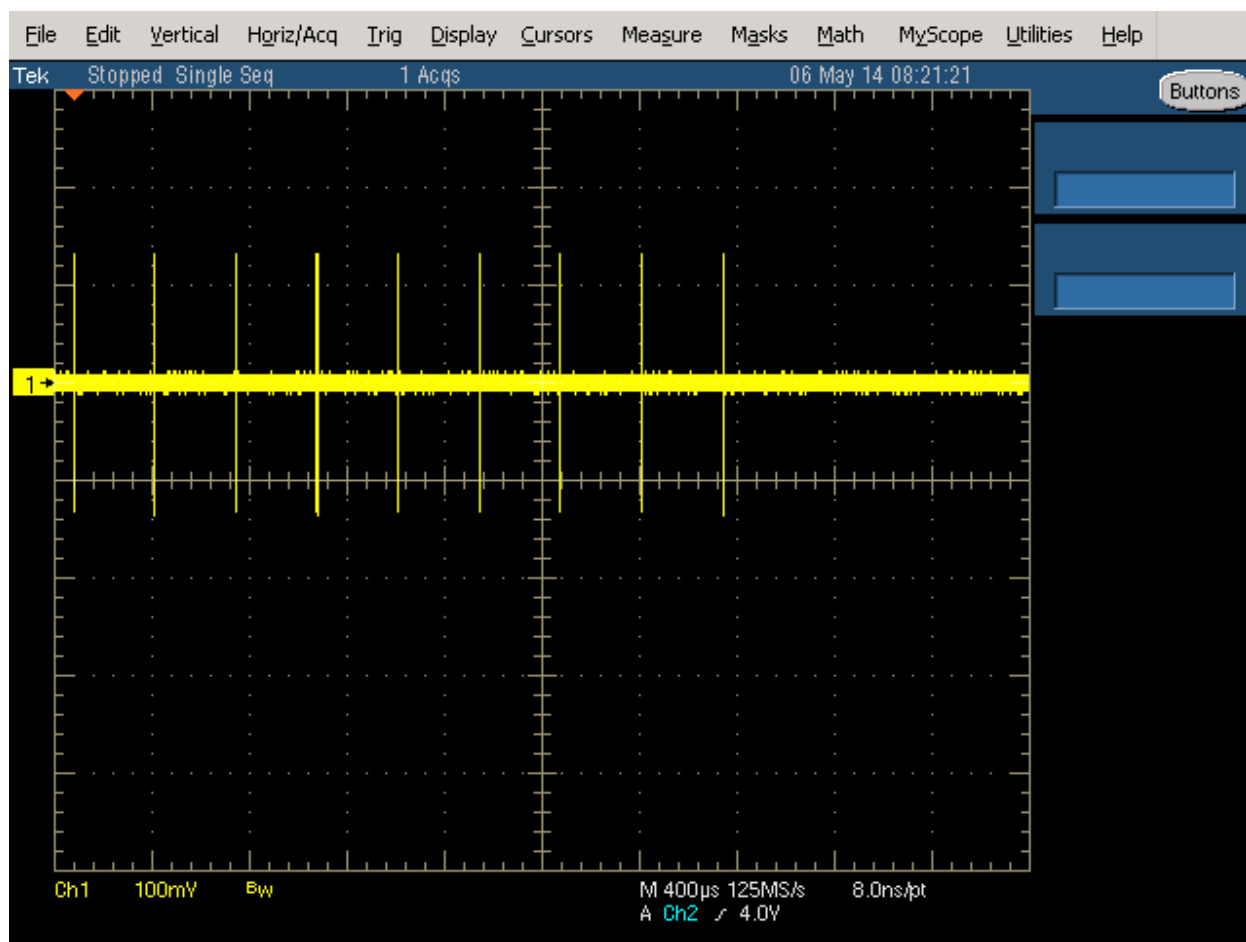 File Edit Vertical Horiz/Acq Trig Display Cursors Measure Masks Math MyScope Utilities Help
Tek Stopped Single Seq 1 Acqs 06 May 14 08:21:21
Buttons
1
Ch1 100mV BW M 400µs 125MS/s 8.0ns/pt
A Ch2 4.0V